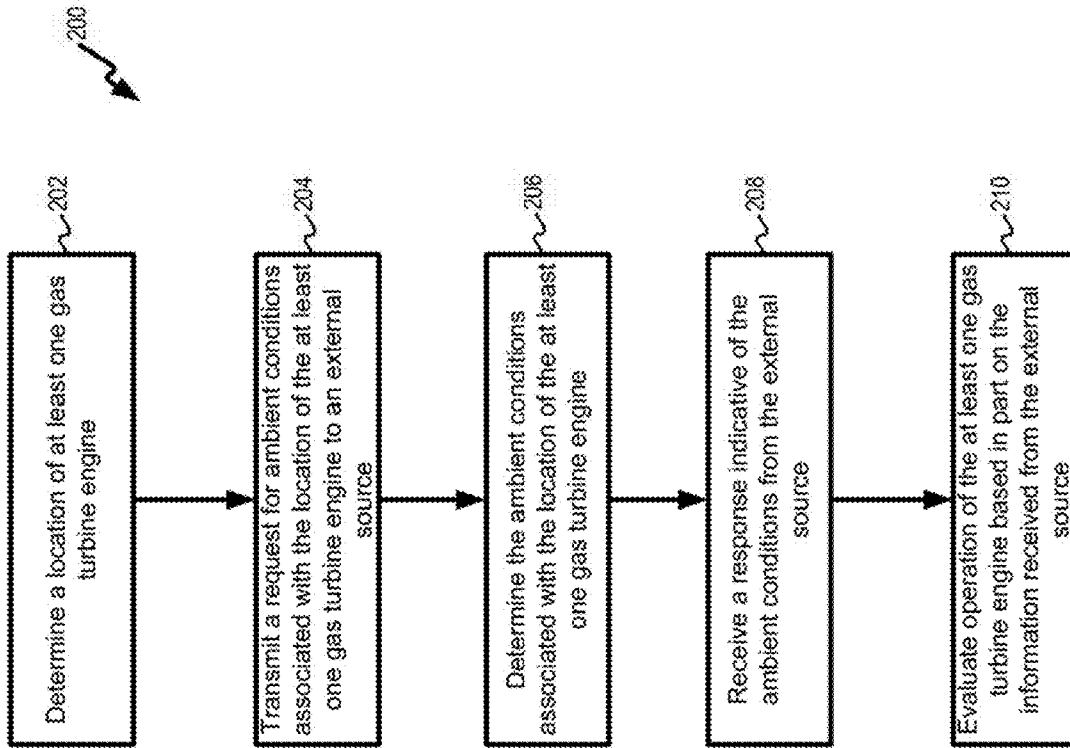 200
202
Determine a location of at least one gas
turbine engine
204
Transmit a request for ambient conditions
associated with the location of the at least
one gas turbine engine to an external
source
206
Determine the ambient conditions
associated with the location of the at least
one gas turbine engine
208
Receive a response indicative of the
ambient conditions from the external
source
210
Evaluate operation of the at least one gas
turbine engine based in part on the
information received from the external
source